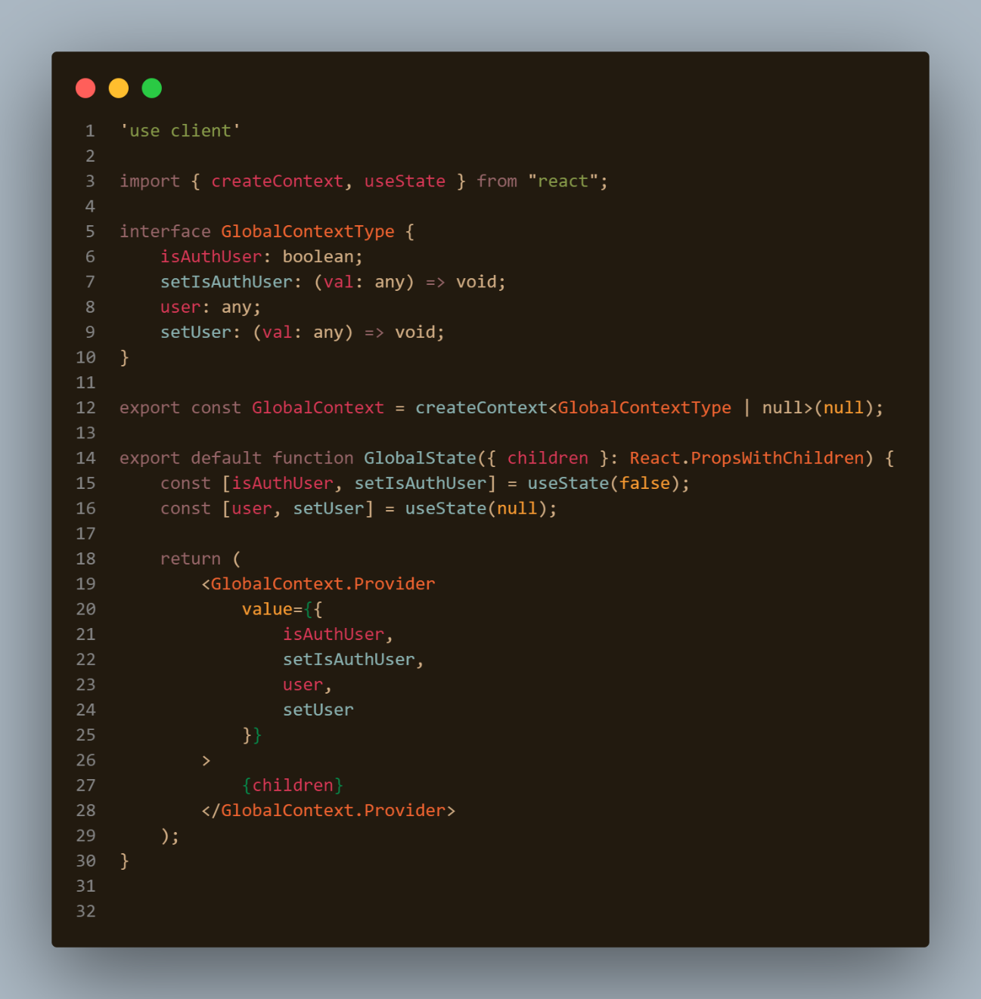 1 'use client'
2
3 import { createContext, useState } from "react";
4
5 interface GlobalContextType {
6     isAuthUser: boolean;
7     setIsAuthUser: (val: any) => void;
8     user: any;
9     setUser: (val: any) => void;
10 }
11
12 export const GlobalContext = createContext<GlobalContextType | null>(null);
13
14 export default function GlobalState({ children }: React.PropsWithChildren) {
15     const [isAuthUser, setIsAuthUser] = useState(false);
16     const [user, setUser] = useState(null);
17
18     return (
19         <GlobalContext.Provider
20             value={{
21                 isAuthUser,
22                 setIsAuthUser,
23                 user,
24                 setUser
25             }}
26         >
27             {children}
28         </GlobalContext.Provider>
29     );
30 }
31
32